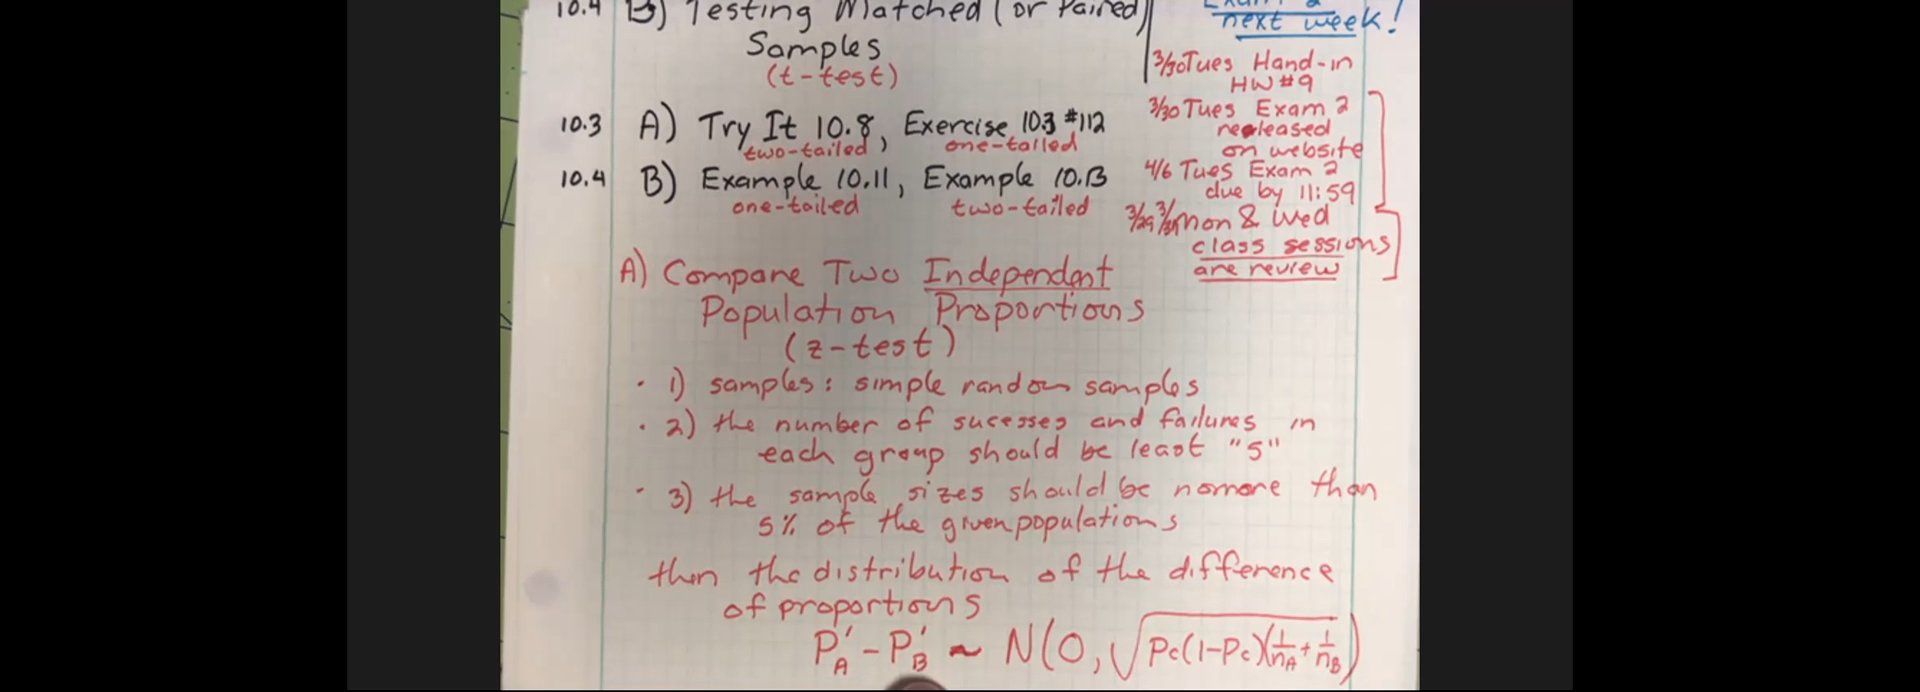 10.4 B) Testing Matched (or Paired)
Samples
(t-test)
next week!
3/30 Tues Hand-in
HW #9
3/30 Tues Exam 2
released
on website
4/6 Tues Exam 2
due by 11:59
3/29 3/31 Mon & Wed
class sessions
are review
10.3 A) Try It 10.8, Exercise 10.3 #112
two-tailed, one-tailed
10.4 B) Example 10.11, Example 10.13
one-tailed two-tailed
A) Compare Two Independent
Population Proportions
(z-test)
· 1) samples: simple random samples
· 2) the number of sucesses and failures in
each group should be least "5"
· 3) the sample sizes should be nomore than
5% of the given populations
then the distribution of the difference
of proportions
P'A - P'B ~ N(0, √Pc(1-Pc)(1/nA + 1/nB))